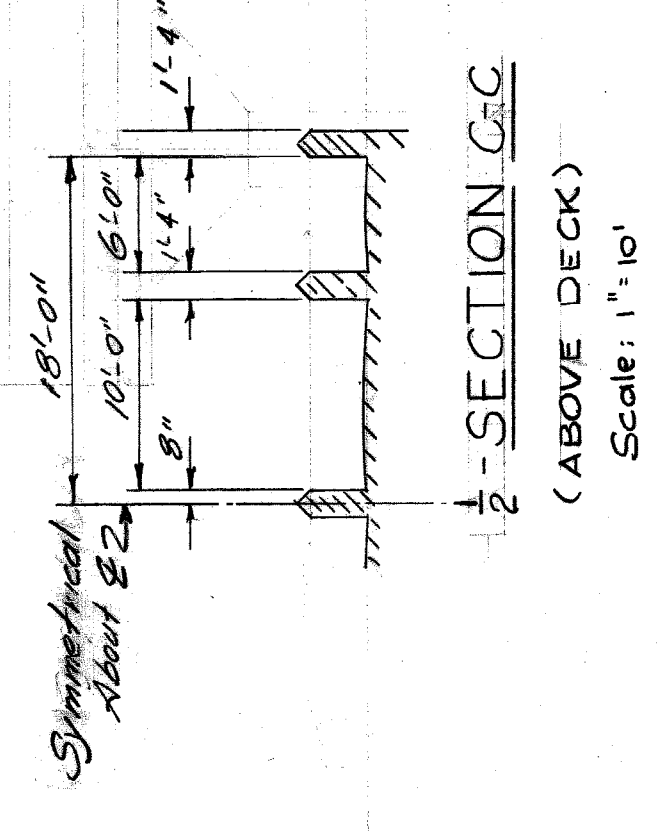 Symmetrical
About ℄2
18'-0"
10'-0"
6'-0"
8"
1'-4"
1'-4"
1/2 - SECTION C-C
(ABOVE DECK)
Scale: 1"=10'